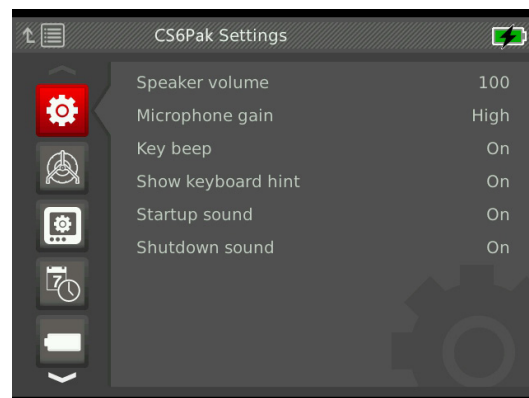 CS6Pak Settings
Speaker volume 100
Microphone gain High
Key beep On
Show keyboard hint On
Startup sound On
Shutdown sound On
7